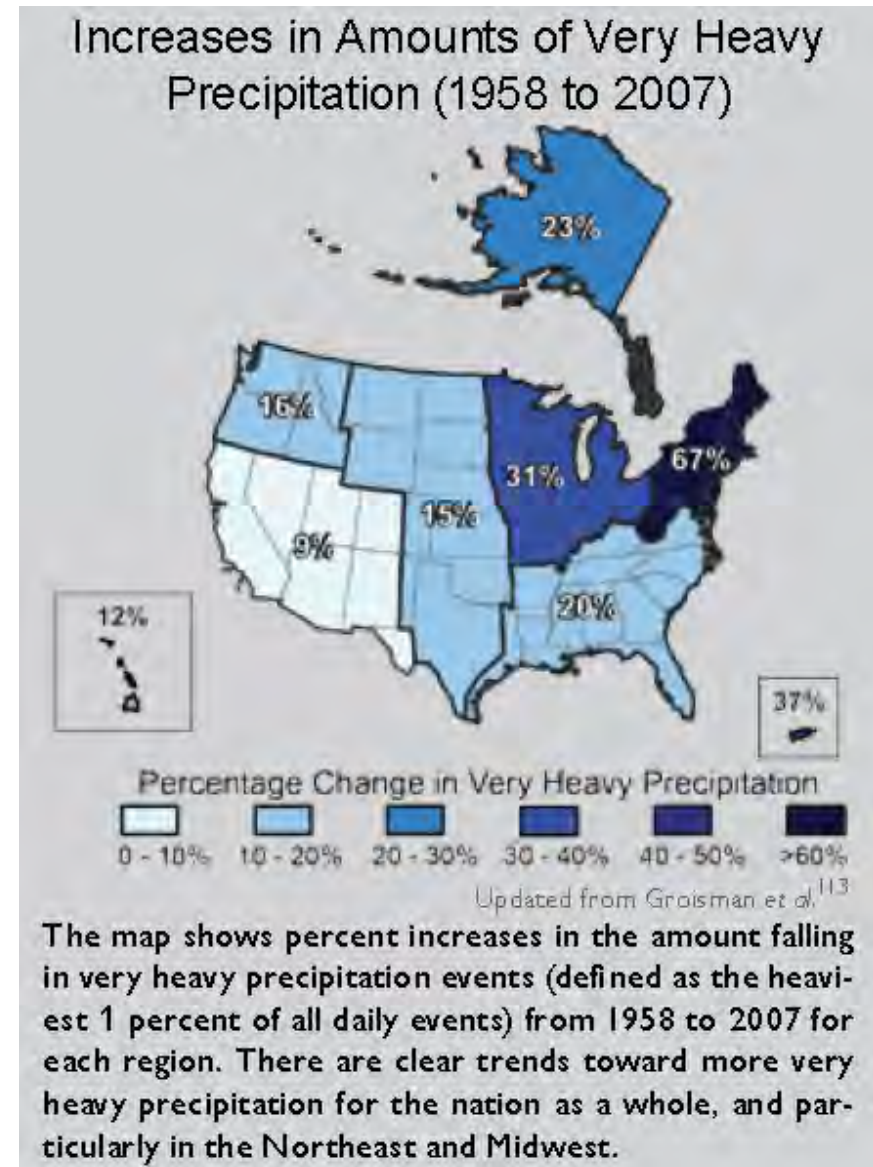 Increases in Amounts of Very Heavy
Precipitation (1958 to 2007)
23%
16%
67%
31%
15%
9%
20%
12%
37%
Percentage Change in Very Heavy Precipitation
0 - 10% 10 - 20% 20 - 30% 30 - 40% 40 - 50% >60%
Updated from Groisman et al.113
The map shows percent increases in the amount falling
in very heavy precipitation events (defined as the heavi-
est 1 percent of all daily events) from 1958 to 2007 for
each region. There are clear trends toward more very
heavy precipitation for the nation as a whole, and par-
ticularly in the Northeast and Midwest.